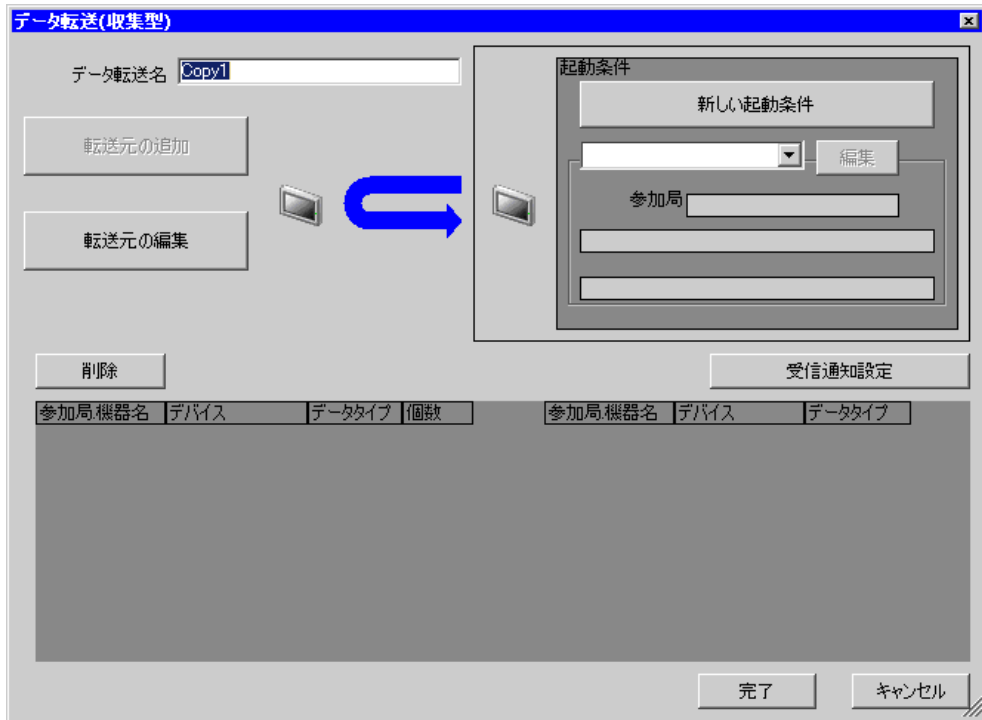 データ転送(収集型)
データ転送名 Copy1
起動条件
新しい起動条件
転送元の追加
編集
参加局
転送元の編集
削除
受信通知設定
参加局.機器名 デバイス データタイプ 個数 参加局.機器名 デバイス データタイプ
完了 キャンセル